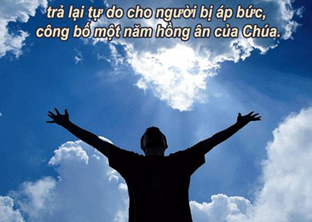 trả lại tự do cho người bị áp bức,
công bố một năm hồng ân của Chúa.